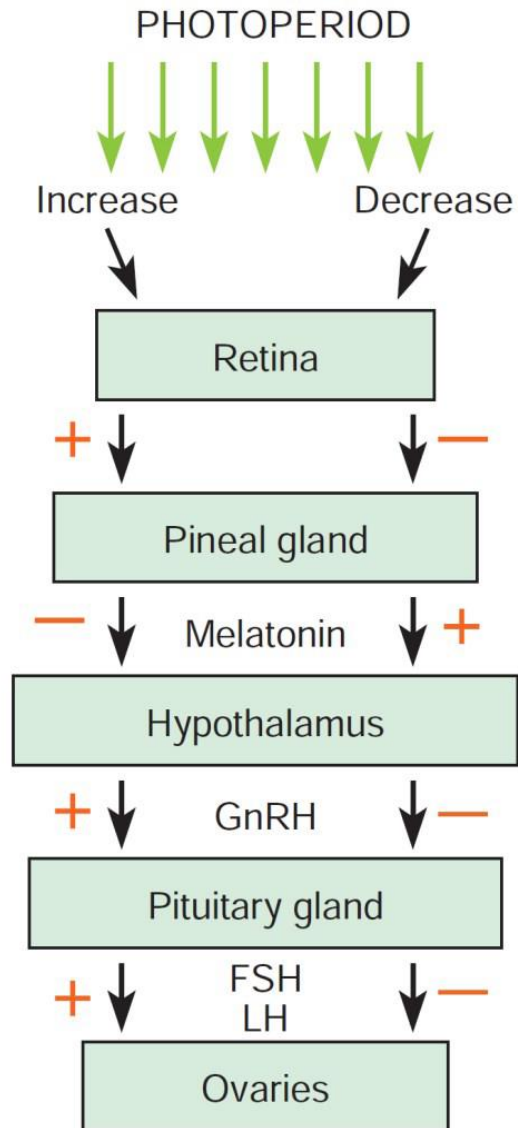 PHOTOPERIOD
Increase
Decrease
Retina
+
—
Pineal gland
—
Melatonin
+
Hypothalamus
+
GnRH
—
Pituitary gland
+
FSH
LH
—
Ovaries